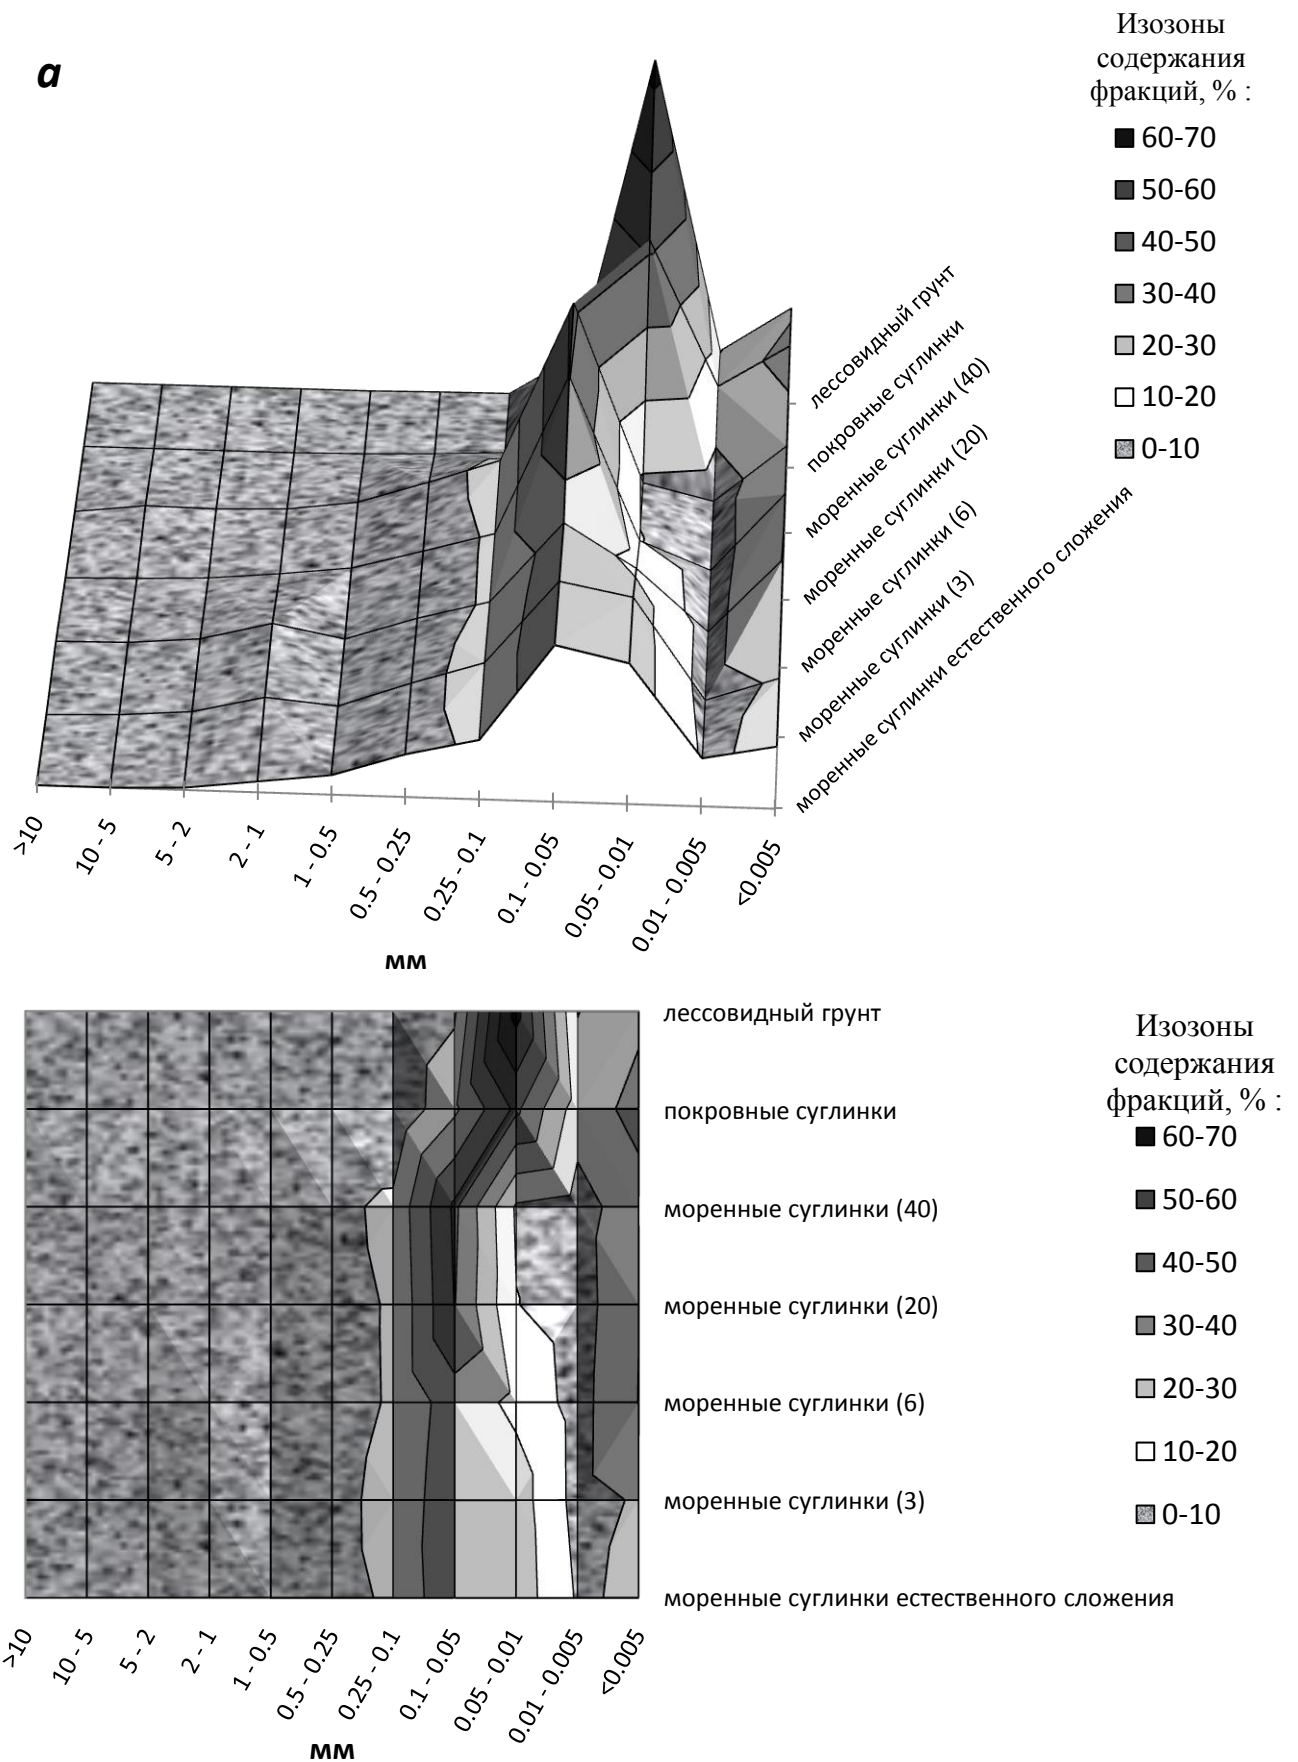 а
Изозоны
содержания
фракций, % :
60-70
50-60
40-50
30-40
20-30
10-20
0-10
лессовидный грунт
покровные суглинки
моренные суглинки (40)
моренные суглинки (20)
моренные суглинки (6)
моренные суглинки (3)
моренные суглинки естественного сложения
>10
10 - 5
5 - 2
2 - 1
1 - 0.5
0.5 - 0.25
0.25 - 0.1
0.1 - 0.05
0.05 - 0.01
0.01 - 0.005
<0.005
мм
лессовидный грунт
покровные суглинки
моренные суглинки (40)
моренные суглинки (20)
моренные суглинки (6)
моренные суглинки (3)
моренные суглинки естественного сложения
Изозоны
содержания
фракций, % :
60-70
50-60
40-50
30-40
20-30
10-20
0-10
>10
10 - 5
5 - 2
2 - 1
1 - 0.5
0.5 - 0.25
0.25 - 0.1
0.1 - 0.05
0.05 - 0.01
0.01 - 0.005
<0.005
мм